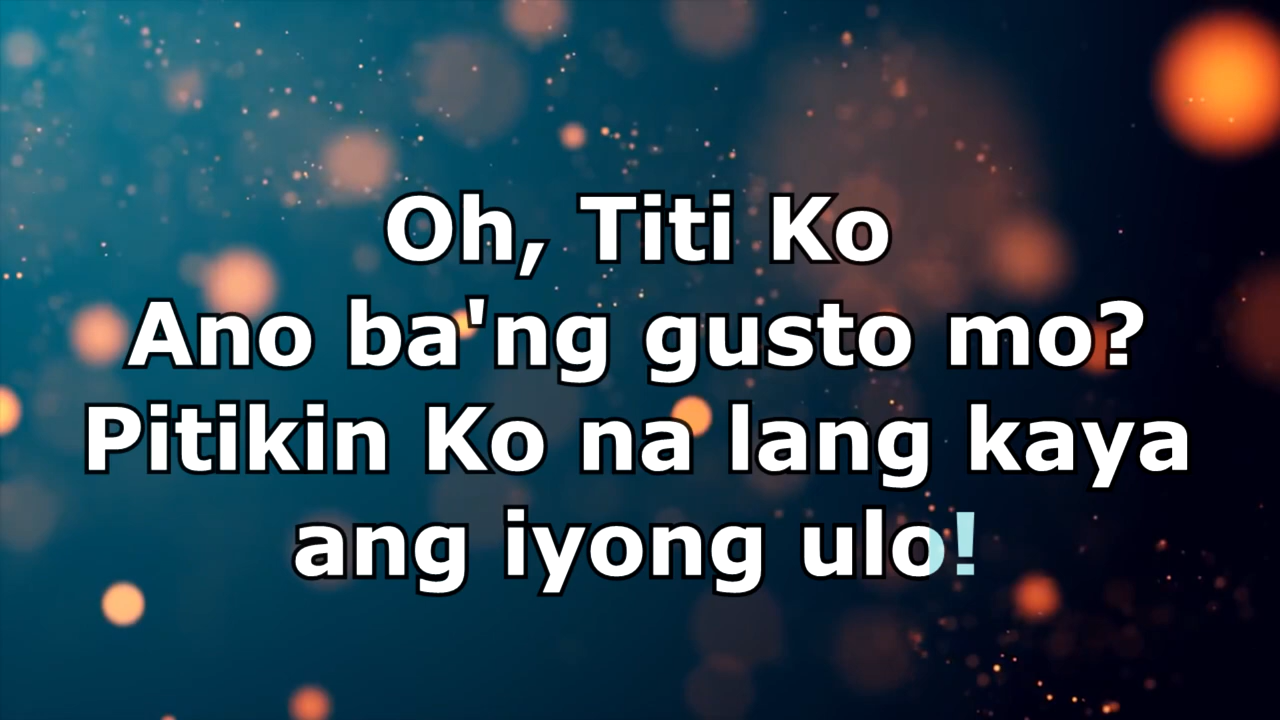 Oh, Titi Ko
Ano ba'ng gusto mo?
Pitikin Ko na lang kaya
ang iyong ulo!